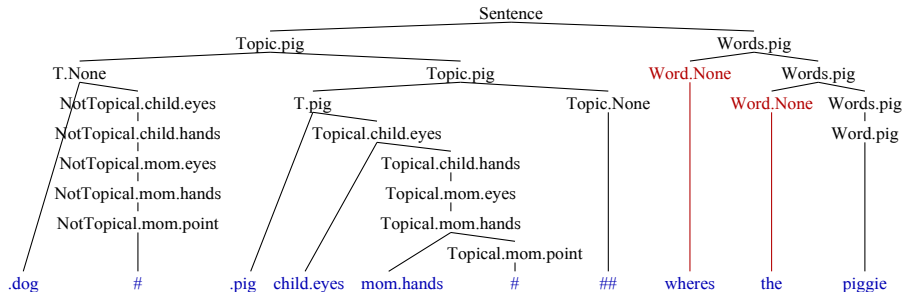 Sentence
Topic.pig Words.pig
T.None Topic.pig Word.None Words.pig
NotTopical.child.eyes T.pig Topic.None Word.None Words.pig
NotTopical.child.hands Topical.child.eyes Word.pig
NotTopical.mom.eyes Topical.child.hands
NotTopical.mom.hands Topical.mom.eyes
NotTopical.mom.point Topical.mom.hands
Topical.mom.point
.dog # .pig child.eyes mom.hands # ## wheres the piggie